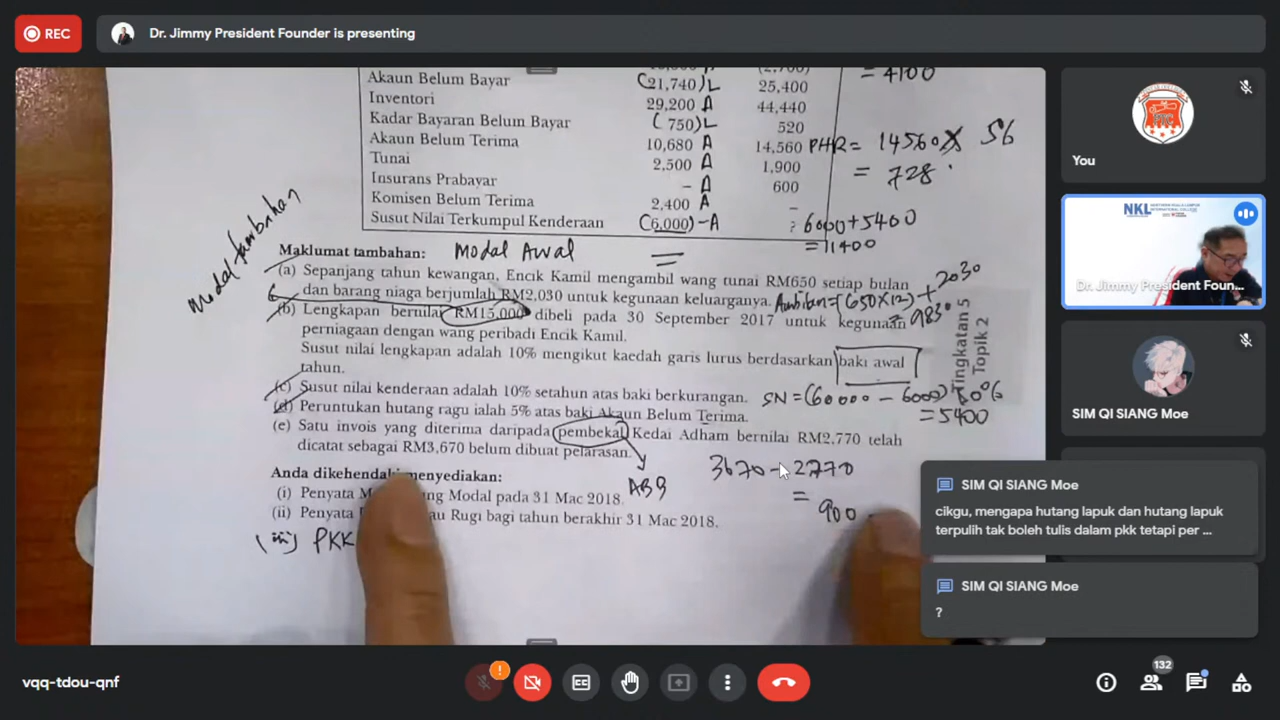 REC
Dr. Jimmy President Founder is presenting
= 4100
Akaun Belum Bayar (21,740) L 25,400
Inventori 29,200 A 44,440
Kadar Bayaran Belum Bayar (750) L 520
Akaun Belum Terima 10,680 A 14,560 PHR = 14560 X 5%
Tunai 2,500 A 1,900 = 728
Insurans Prabayar – A 600
Komisen Belum Terima 2,400 A –
Susut Nilai Terkumpul Kenderaan (6,000) – A ? 6000 + 5400
= 11400
Modal tambahan
Maklumat tambahan: Modal Awal
(a) Sepanjang tahun kewangan, Encik Kamil mengambil wang tunai RM650 setiap bulan
dan barang niaga berjumlah RM2,030 untuk kegunaan keluarganya. Ambilan = (650X12) + 2030
= 9830
(b) Lengkapan bernilai RM15,000 dibeli pada 30 September 2017 untuk kegunaan
perniagaan dengan wang peribadi Encik Kamil.
Susut nilai lengkapan adalah 10% mengikut kaedah garis lurus berdasarkan baki awal
tahun.
(c) Susut nilai kenderaan adalah 10% setahun atas baki berkurangan. SN = (60000 – 6000) 10%
= 5400
(d) Peruntukan hutang ragu ialah 5% atas baki Akaun Belum Terima.
(e) Satu invois yang diterima daripada pembekal Kedai Adham bernilai RM2,770 telah
dicatat sebagai RM3,670 belum dibuat pelarasan.
ABB
3670 – 2770
= 900
Anda dikehendaki menyediakan:
(i) Penyata Modal pada 31 Mac 2018.
(ii) Penyata Rugi bagi tahun berakhir 31 Mac 2018.
(iii) PKK
Tingkatan 5
Topik 2
You
NKL
Dr. Jimmy President Foun...
SIM QI SIANG Moe
SIM QI SIANG Moe
cikgu, mengapa hutang lapuk dan hutang lapuk
terpulih tak boleh tulis dalam pkk tetapi per ...
SIM QI SIANG Moe
?
vqq-tdou-qnf
132